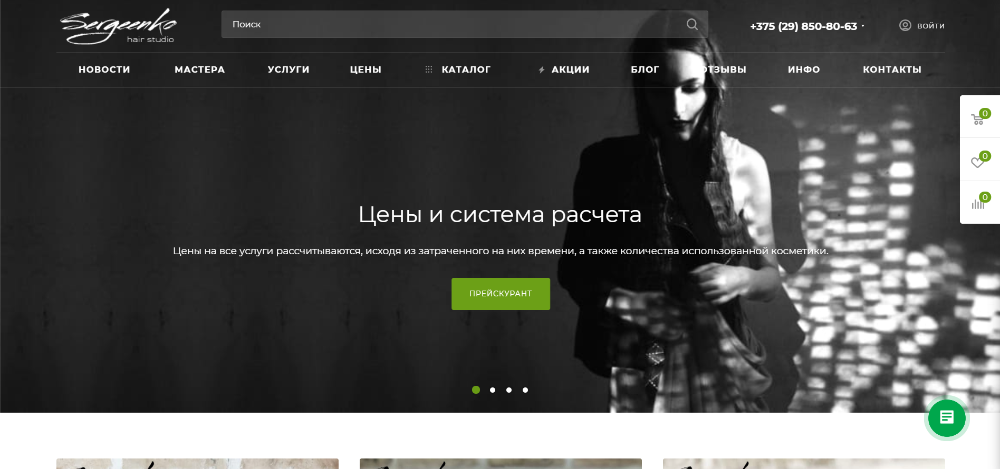 Sergeenko
hair studio
Поиск
+375 (29) 850-80-63
ВОЙТИ
НОВОСТИ
МАСТЕРА
УСЛУГИ
ЦЕНЫ
КАТАЛОГ
АКЦИИ
БЛОГ
ОТЗЫВЫ
ИНФО
КОНТАКТЫ
0
0
0
Цены и система расчета
Цены на все услуги рассчитываются, исходя из затраченного на них времени, а также количества использованной косметики.
ПРЕЙСКУРАНТ